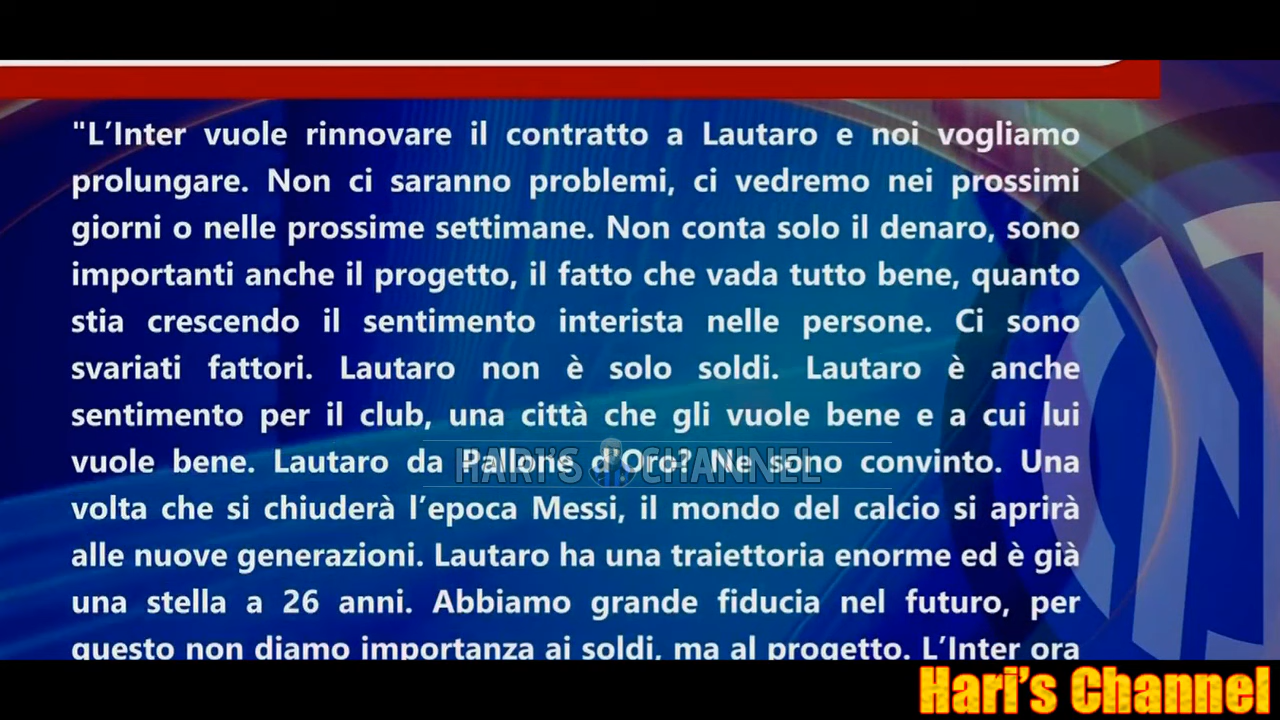 "L’Inter vuole rinnovare il contratto a Lautaro e noi vogliamo
prolungare. Non ci saranno problemi, ci vedremo nei prossimi
giorni o nelle prossime settimane. Non conta solo il denaro, sono
importanti anche il progetto, il fatto che vada tutto bene, quanto
stia crescendo il sentimento interista nelle persone. Ci sono
svariati fattori. Lautaro non è solo soldi. Lautaro è anche
sentimento per il club, una città che gli vuole bene e a cui lui
vuole bene. Lautaro da Pallone d'Oro? Ne sono convinto. Una
HARI'S CHANNEL
volta che si chiuderà l’epoca Messi, il mondo del calcio si aprirà
alle nuove generazioni. Lautaro ha una traiettoria enorme ed è già
una stella a 26 anni. Abbiamo grande fiducia nel futuro, per
questo non diamo importanza ai soldi, ma al progetto. L’Inter ora
Hari’s Channel